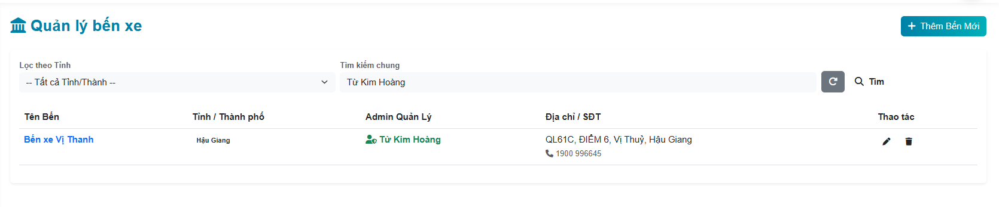 Quản lý bến xe
Thêm Bến Mới
Lọc theo Tỉnh
Tìm kiếm chung
-- Tất cả Tỉnh/Thành --
Từ Kim Hoàng
Tìm
Tên Bến
Tỉnh / Thành phố
Admin Quản Lý
Địa chỉ / SĐT
Thao tác
Bến xe Vị Thanh
Hậu Giang
Từ Kim Hoàng
QL61C, ĐIỂM 6, Vị Thuỷ, Hậu Giang
1900 996645